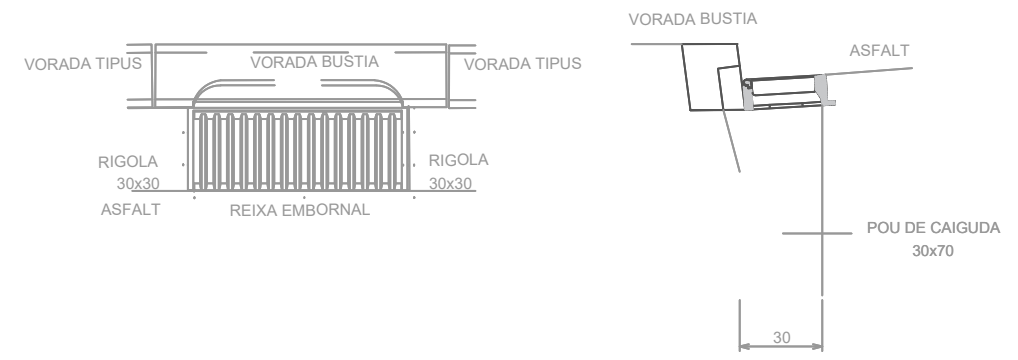 VORADA TIPUS
VORADA BUSTIA
VORADA TIPUS
RIGOLA
30x30
RIGOLA
30x30
ASFALT
REIXA EMBORNAL
VORADA BUSTIA
ASFALT
POU DE CAIGUDA
30x70
30